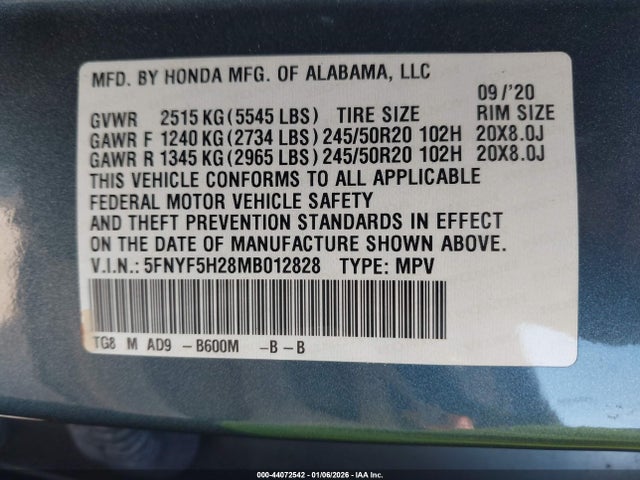 MFD. BY HONDA MFG. OF ALABAMA, LLC
09/'20
GVWR 2515 KG (5545 LBS) TIRE SIZE RIM SIZE
GAWR F 1240 KG (2734 LBS) 245/50R20 102H 20X8.0J
GAWR R 1345 KG (2965 LBS) 245/50R20 102H 20X8.0J
THIS VEHICLE CONFORMS TO ALL APPLICABLE
FEDERAL MOTOR VEHICLE SAFETY
AND THEFT PREVENTION STANDARDS IN EFFECT
ON THE DATE OF MANUFACTURE SHOWN ABOVE.
V.I.N.: 5FNYF5H28MB012828 TYPE: MPV
TG8 M AD9 - B600M -B-B
000-44072542 | 01/06/2026 - IAA Inc.